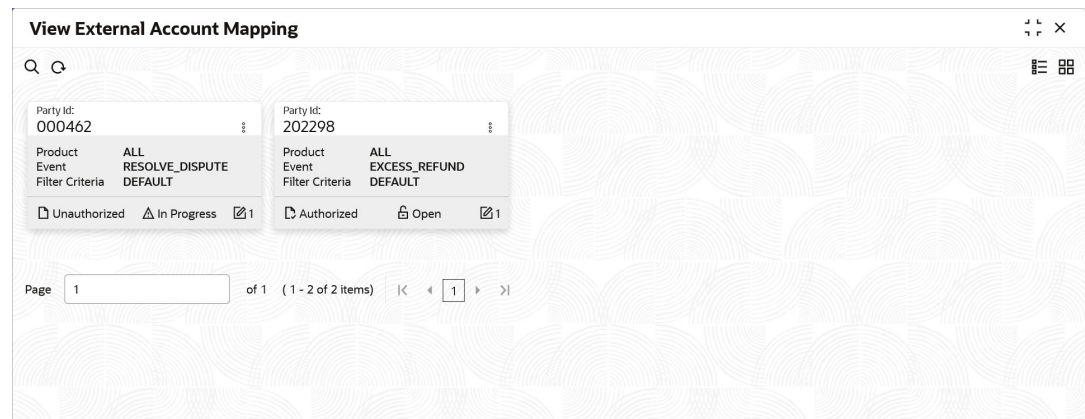 View External Account Mapping
Party Id:
000462
Product ALL
Event RESOLVE_DISPUTE
Filter Criteria DEFAULT
Unauthorized In Progress 1
Party Id:
202298
Product ALL
Event EXCESS_REFUND
Filter Criteria DEFAULT
Authorized Open 1
Page 1 of 1 ( 1 - 2 of 2 items) 1